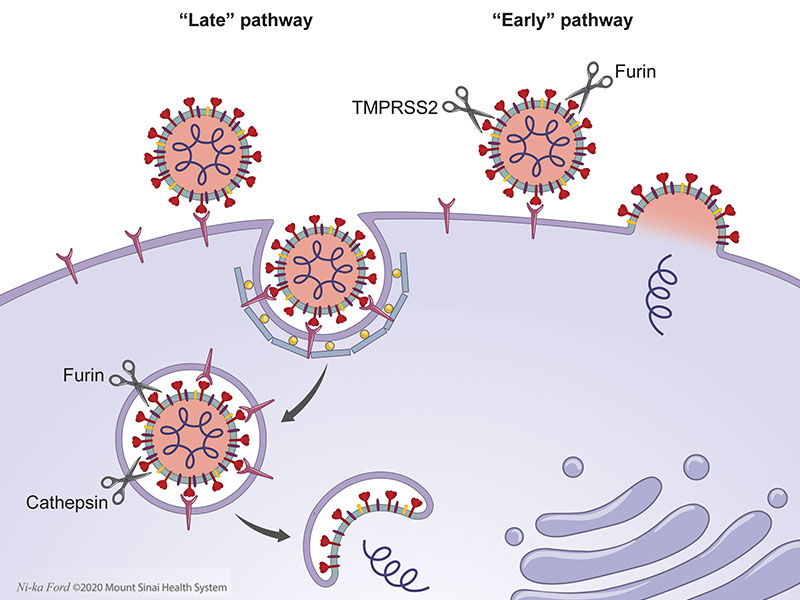 “Late” pathway
“Early” pathway
Furin
TMPRSS2
Furin
Cathepsin
Ni-ka Ford ©2020 Mount Sinai Health System